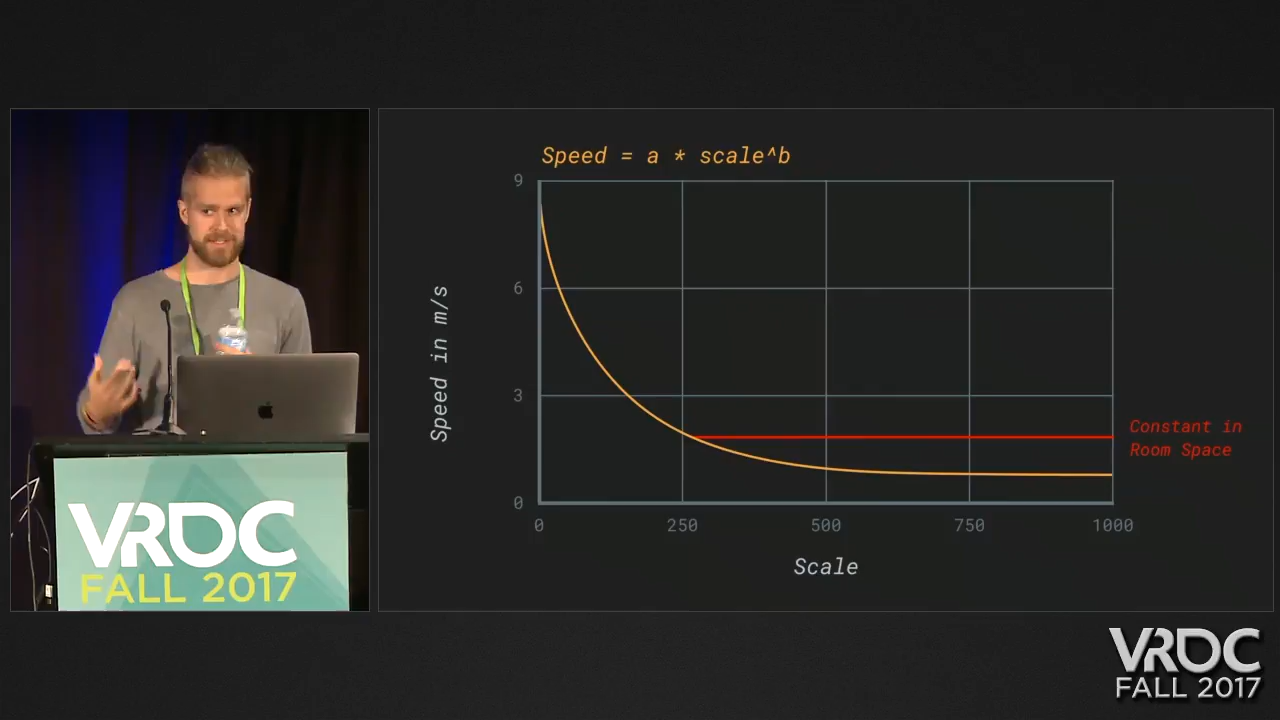 Speed = a * scale^b
9
6
3
0
Speed in m/s
0 250 500 750 1000
Scale
Constant in
Room Space
VRDC
FALL 2017
VRDC
FALL 2017